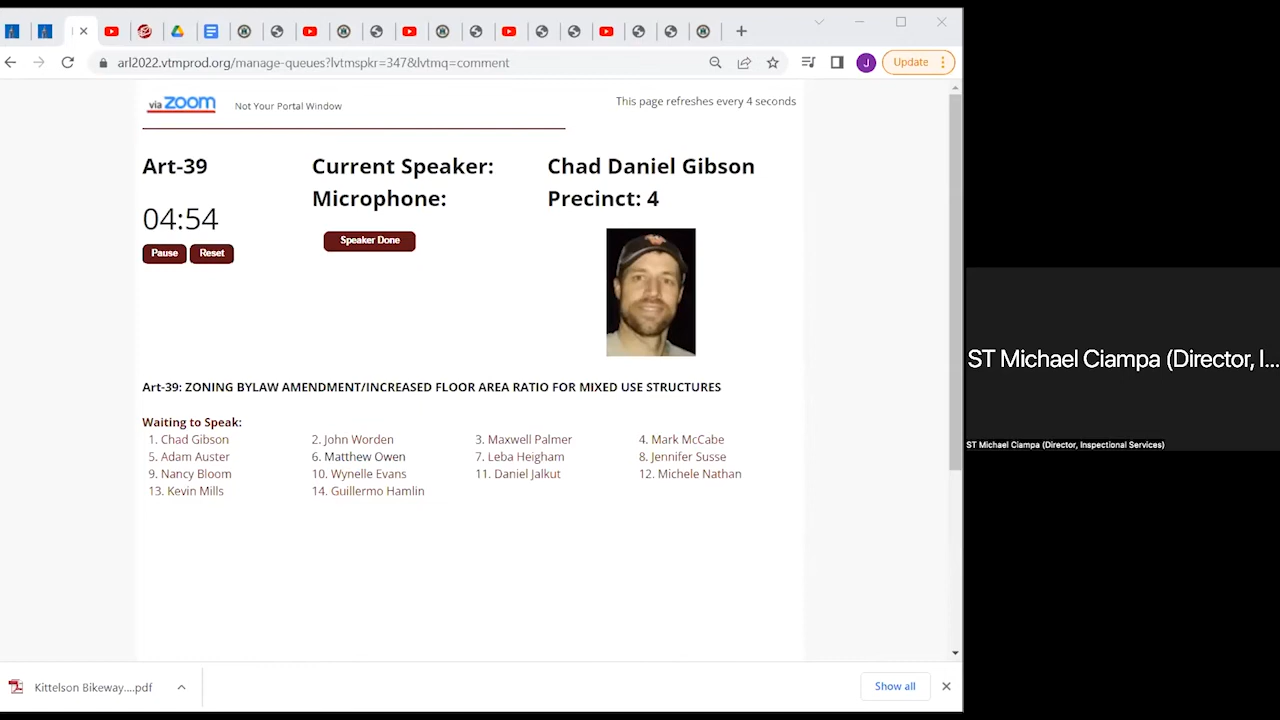 arl2022.vtmprod.org/manage-queues?lvtmspkr=347&lvtmq=comment
J
Update
via zoom
Not Your Portal Window
This page refreshes every 4 seconds
Art-39
Current Speaker:
Chad Daniel Gibson
Microphone:
Precinct: 4
04:54
Pause
Reset
Speaker Done
Art-39: ZONING BYLAW AMENDMENT/INCREASED FLOOR AREA RATIO FOR MIXED USE STRUCTURES
Waiting to Speak:
1. Chad Gibson
2. John Worden
3. Maxwell Palmer
4. Mark McCabe
5. Adam Auster
6. Matthew Owen
7. Leba Heigham
8. Jennifer Susse
9. Nancy Bloom
10. Wynelle Evans
11. Daniel Jalkut
12. Michele Nathan
13. Kevin Mills
14. Guillermo Hamlin
ST Michael Ciampa (Director, I...
ST Michael Ciampa (Director, Inspectional Services)
Kittelson Bikeway....pdf
Show all